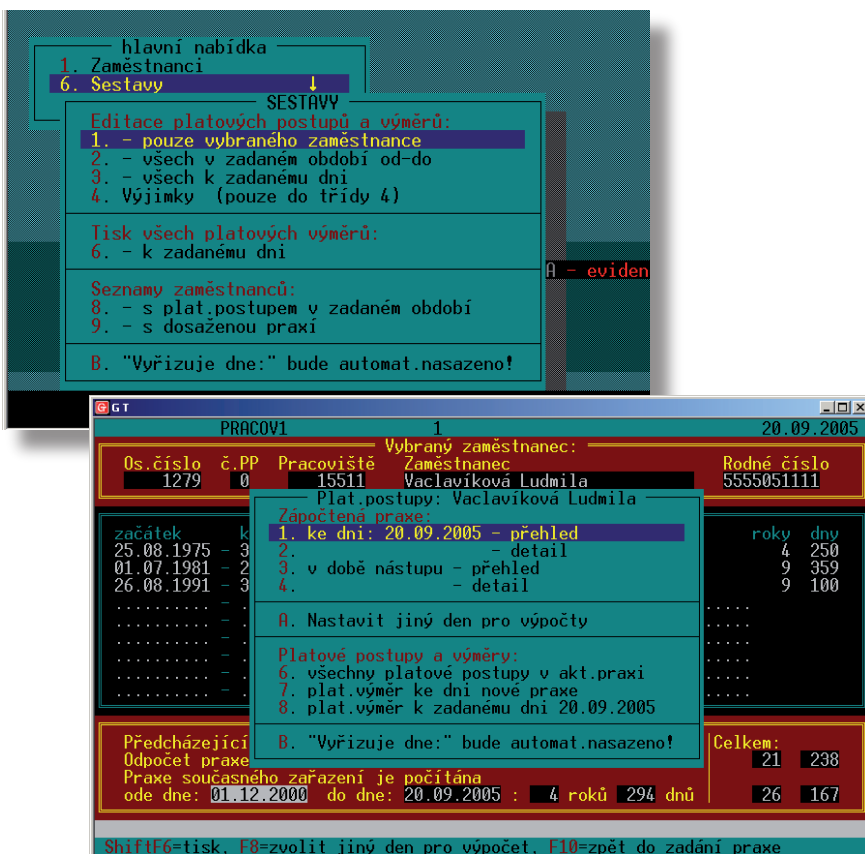 hlavní nabídka
1. Zaměstnanci
6. Sestavy ↓
SESTAVY
Editace platových postupů a výměrů:
1. - pouze vybraného zaměstnance
2. - všech v zadaném období od-do
3. - všech k zadanému dni
4. Výjimky (pouze do třídy 4)
Tisk všech platových výměrů:
6. - k zadanému dni
A - eviden
Seznamy zaměstnanců:
8. - s plat.postupem v zadaném období
9. - s dosaženou praxí
B. "Vyřizuje dne:" bude automat.nasazeno!
GT
PRACOV1 1 20.09.2005
Vybraný zaměstnanec:
Os.číslo č.PP Pracoviště Zaměstnanec Rodné číslo
1279 0 15511 Vaclavíková Ludmila 5555051111
Plat.postupy: Vaclavíková Ludmila
Zápočtená praxe:
začátek k 1. ke dni: 20.09.2005 - přehled roky dny
25.08.1975 - 3 2. - detail 4 250
01.07.1981 - 2 3. v době nástupu - přehled 9 359
26.08.1991 - 3 4. - detail 9 100
A. Nastavit jiný den pro výpočty
Platové postupy a výměry:
6. všechny platové postupy v akt.praxi
7. plat.výměr ke dni nové praxe
8. plat.výměr k zadanému dni 20.09.2005
Předcházející B. "Vyřizuje dne:" bude automat.nasazeno! Celkem:
Odpočet praxe 21 238
Praxe současného zařazení je počítána
ode dne: 01.12.2000 do dne: 20.09.2005 : 4 roků 294 dnů 26 167
ShiftF6=tisk, F8=zvolit jiný den pro výpočet, F10=zpět do zadání praxe